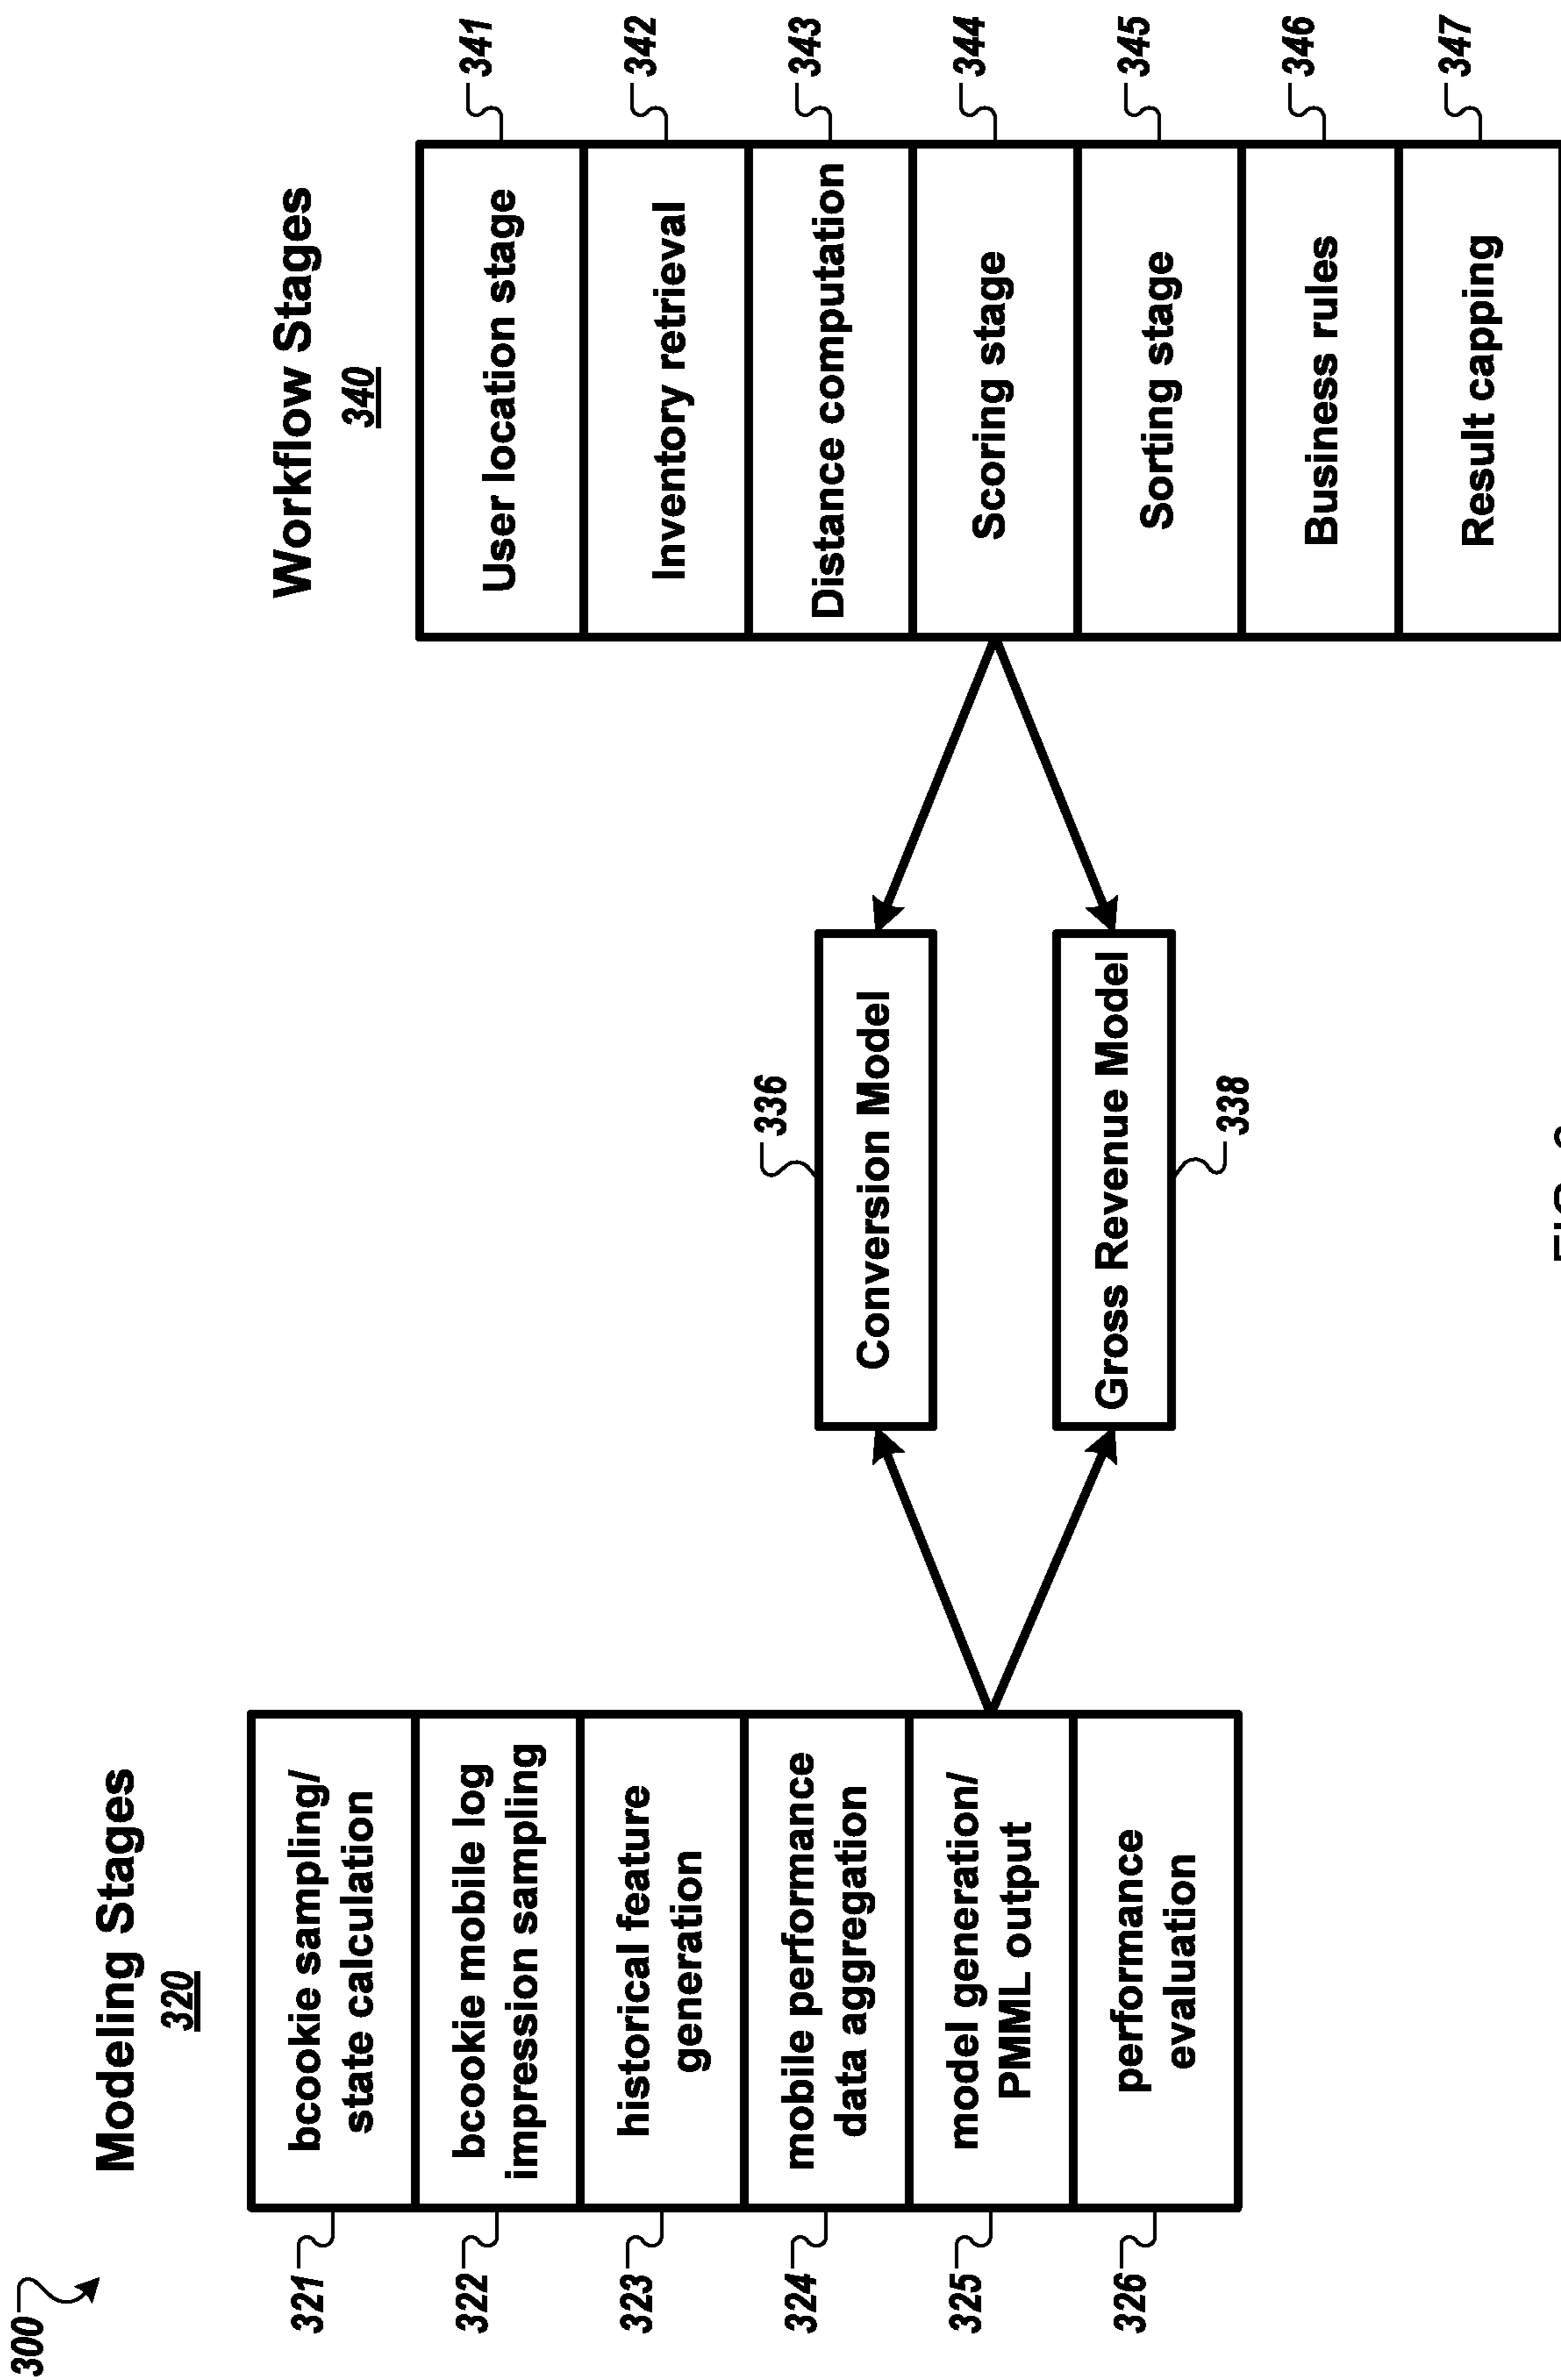 300
Modeling Stages
320
321
bcookie sampling/
state calculation
322
bcookie mobile log
impression sampling
323
historical feature
generation
324
mobile performance
data aggregation
325
model generation/
PMML output
326
performance
evaluation
336
Conversion Model
Gross Revenue Model
338
Workflow Stages
340
User location stage
341
Inventory retrieval
342
Distance computation
343
Scoring stage
344
Sorting stage
345
Business rules
346
Result capping
347